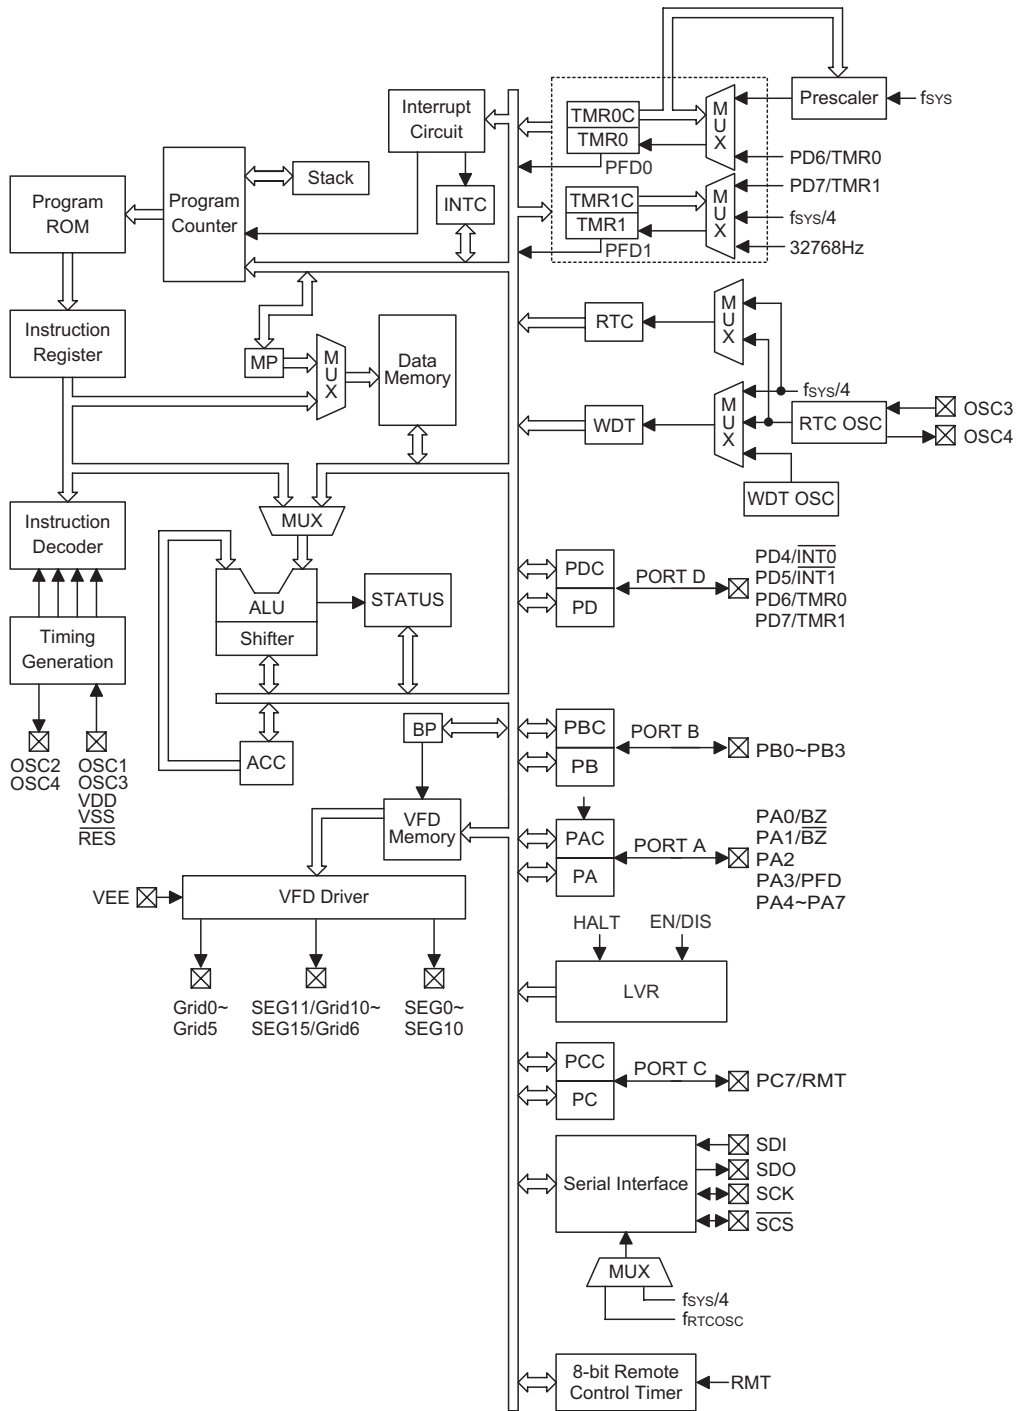 Interrupt
Circuit
TMR0C
TMR0
PFD0
MUX
Prescaler
fSYS
PD6/TMR0
Program
ROM
Program
Counter
Stack
INTC
TMR1C
TMR1
PFD1
MUX
PD7/TMR1
fSYS/4
32768Hz
Instruction
Register
MP
MUX
Data
Memory
RTC
MUX
fSYS/4
WDT
MUX
RTC OSC
OSC3
OSC4
WDT OSC
Instruction
Decoder
MUX
ALU
Shifter
STATUS
PDC
PD
PORT D
PD4/INT0
PD5/INT1
PD6/TMR0
PD7/TMR1
Timing
Generation
OSC2
OSC4
OSC1
OSC3
VDD
VSS
RES
ACC
BP
PBC
PB
PORT B
PB0~PB3
VFD
Memory
PAC
PA
PORT A
PA0/BZ
PA1/BZ
PA2
PA3/PFD
PA4~PA7
VEE
VFD Driver
Grid0~
Grid5
SEG11/Grid10~
SEG15/Grid6
SEG0~
SEG10
HALT
EN/DIS
LVR
PCC
PC
PORT C
PC7/RMT
Serial Interface
SDI
SDO
SCK
SCS
MUX
fSYS/4
fRTCOSC
8-bit Remote
Control Timer
RMT